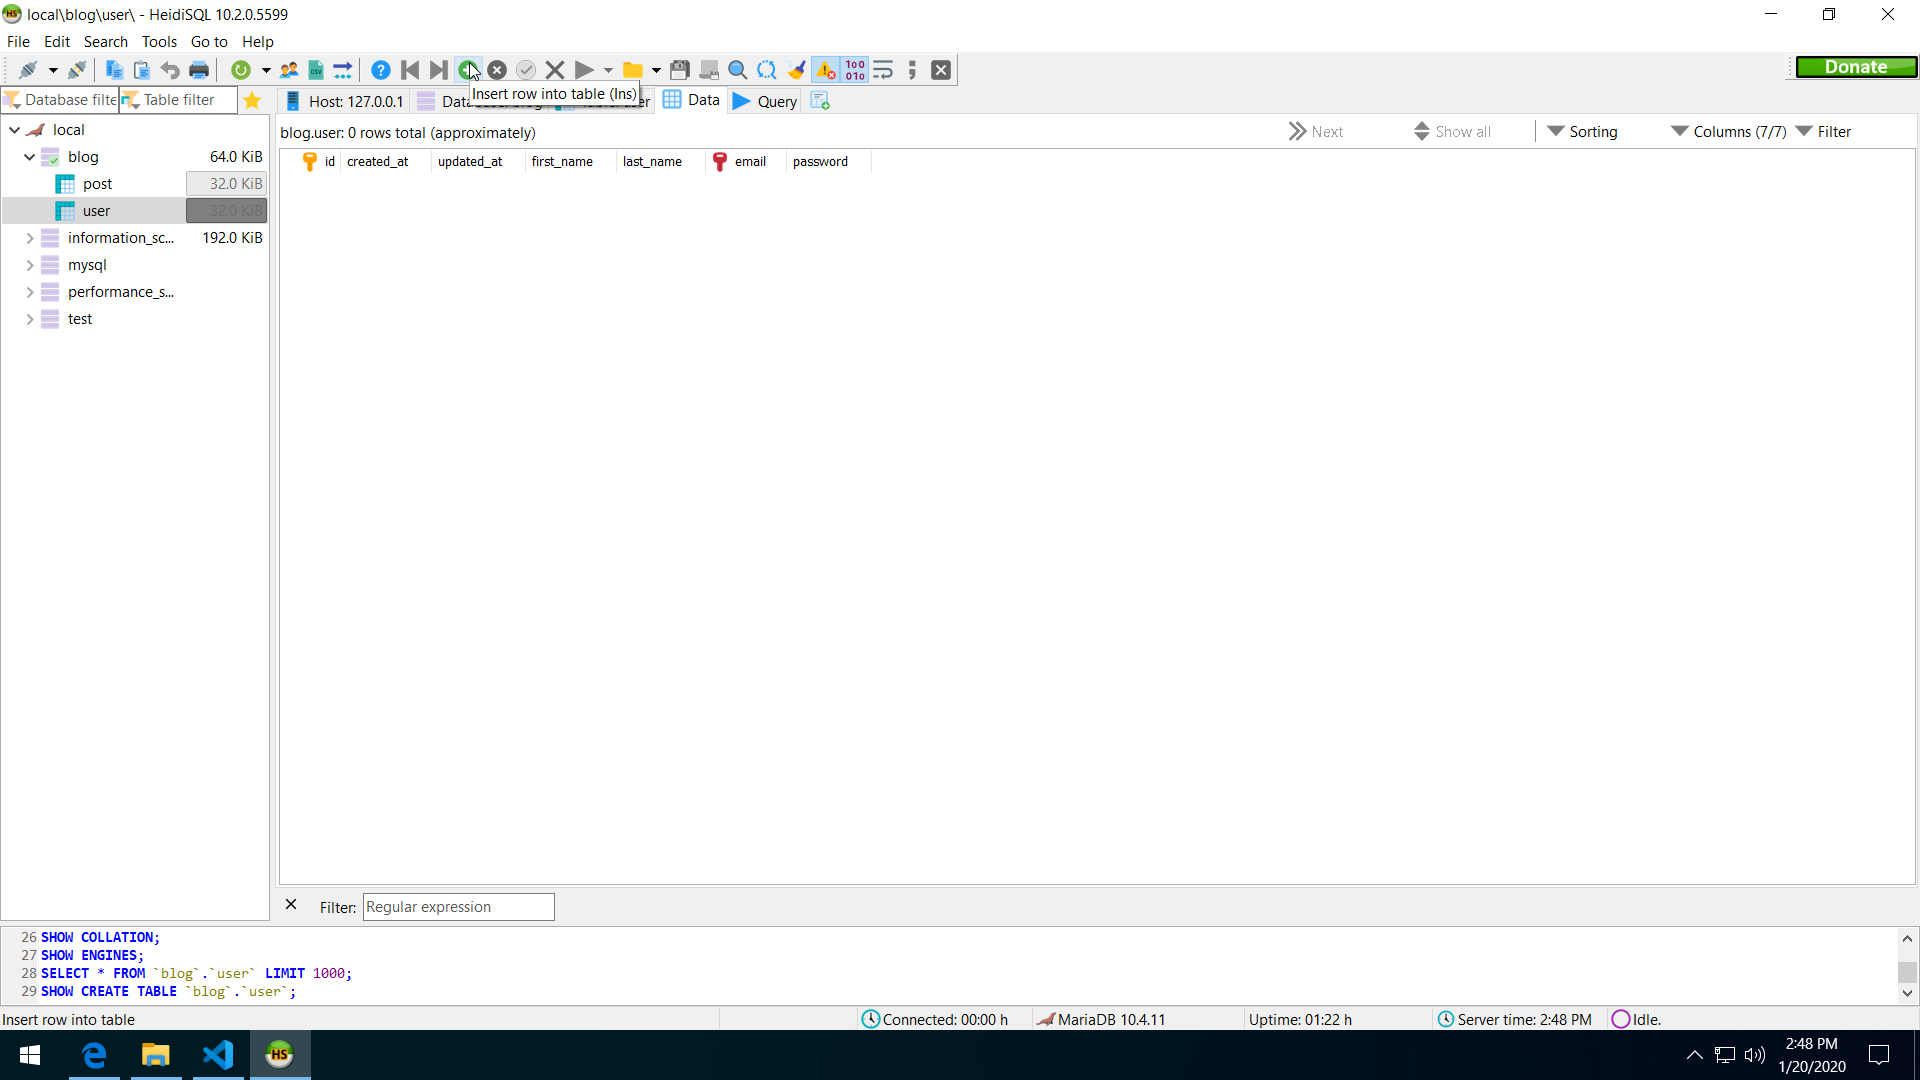 local\blog\user\ - HeidiSQL 10.2.0.5599
File Edit Search Tools Go to Help
Donate
Insert row into table (Ins)
Database filte Table filter
Host: 127.0.0.1 Data Data Query
local
blog 64.0 KiB
post 32.0 KiB
user 32.0 KiB
information_sc... 192.0 KiB
mysql
performance_s...
test
blog.user: 0 rows total (approximately)
Next Show all Sorting Columns (7/7) Filter
id created_at updated_at first_name last_name email password
Filter: Regular expression
26 SHOW COLLATION;
27 SHOW ENGINES;
28 SELECT * FROM `blog`.`user` LIMIT 1000;
29 SHOW CREATE TABLE `blog`.`user`;
Insert row into table
Connected: 00:00 h MariaDB 10.4.11 Uptime: 01:22 h Server time: 2:48 PM Idle.
HS
2:48 PM
1/20/2020